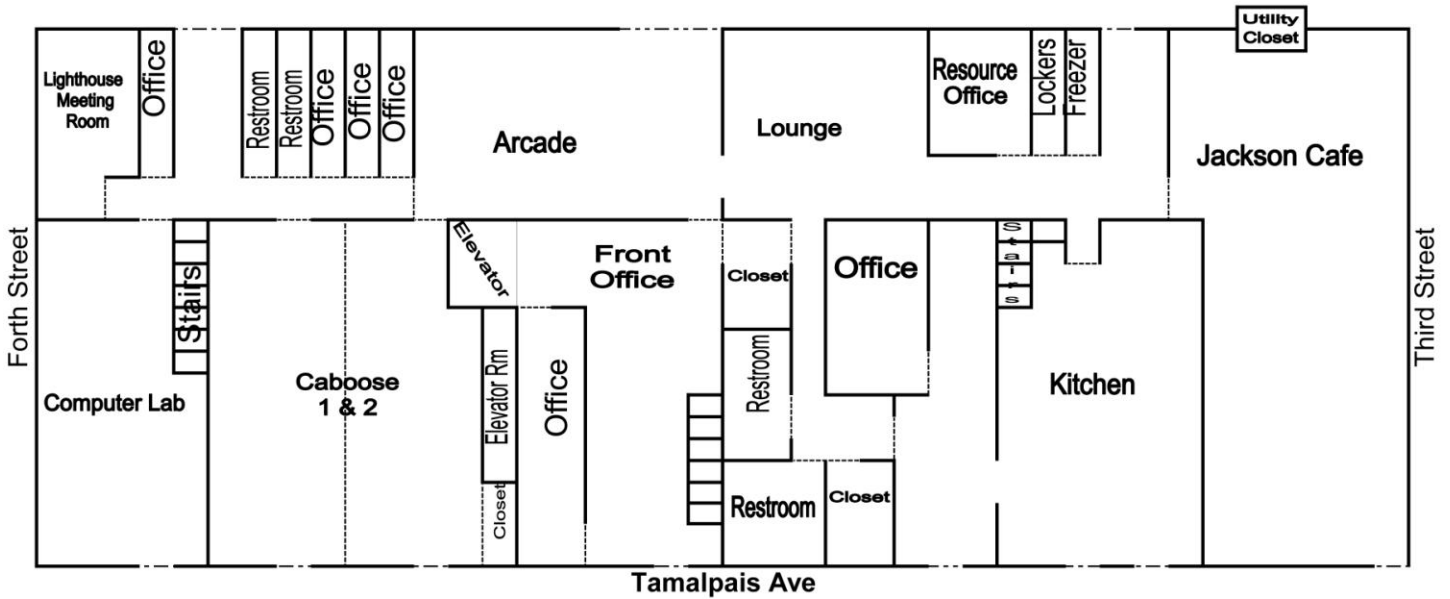 Utility
Closet
Lighthouse
Meeting
Room
Office
Restroom
Restroom
Office
Office
Office
Arcade
Lounge
Resource
Office
Lockers
Freezer
Jackson Cafe
Forth Street
Stairs
Computer Lab
Caboose
1 & 2
Elevator
Elevator Rm
Closet
Office
Front
Office
Closet
Restroom
Restroom
Closet
Office
Stairs
Kitchen
Third Street
Tamalpais Ave